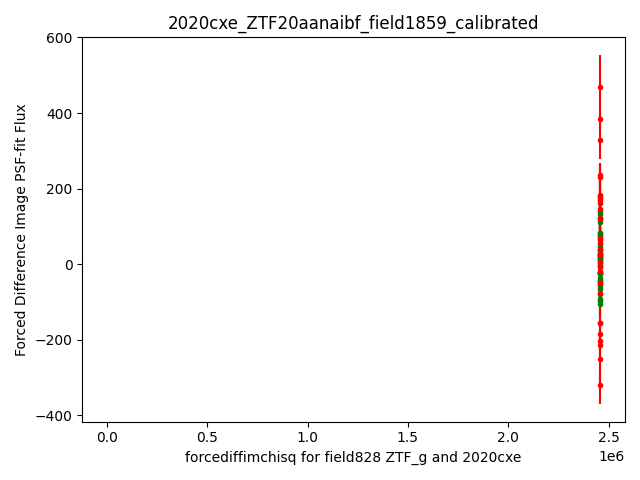 2020cxe_ZTF20aanaibf_field1859_calibrated
Forced Difference Image PSF-fit Flux
600
400
200
0
−200
−400
0.0 0.5 1.0 1.5 2.0 2.5
1e6
forcediffimchisq for field828 ZTF_g and 2020cxe